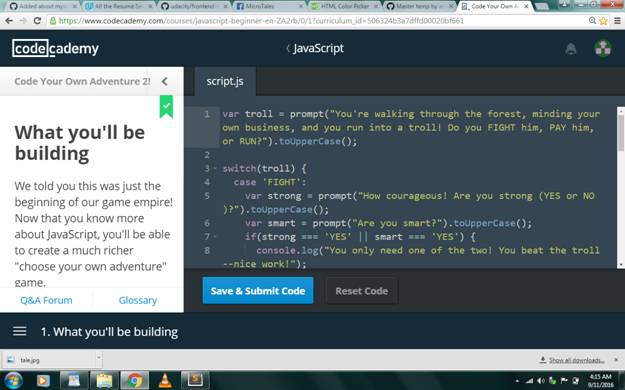 Added about myse
All the Resume Se
udacity/frontend-n
MicroTales
HTML Color Picker
Master temp by a
Code Your Own A
https://www.codecademy.com/courses/javascript-beginner-en-ZA2rb/0/1?curriculum_id=506324b3a7dffd00020bf661
codecademy
JavaScript
Code Your Own Adventure 2!
script.js
What you'll be
building
We told you this was just the
beginning of our game empire!
Now that you know more
about JavaScript, you'll be able
to create a much richer
"choose your own adventure"
game.
Q&A Forum Glossary
1 var troll = prompt("You're walking through the forest, minding your
own business, and you run into a troll! Do you FIGHT him, PAY him,
or RUN?").toUpperCase();
2
3 switch(troll) {
4 case 'FIGHT':
5 var strong = prompt("How courageous! Are you strong (YES or NO
)?").toUpperCase();
6 var smart = prompt("Are you smart?").toUpperCase();
7 if(strong === 'YES' || smart === 'YES') {
8 console.log("You only need one of the two! You beat the troll
--nice work!");
Save & Submit Code Reset Code
1. What you'll be building
tale.jpg
Show all downloads...
4:15 AM
9/11/2016